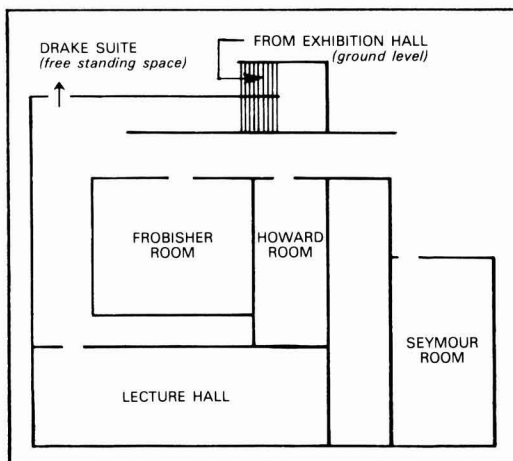 DRAKE SUITE
(free standing space)
FROM EXHIBITION HALL
(ground level)
FROBISHER
ROOM
HOWARD
ROOM
SEYMOUR
ROOM
LECTURE HALL